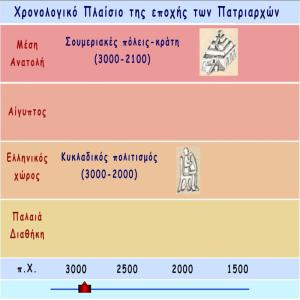 Χρονολογικό Πλαίσιο της εποχής των Πατριαρχών
Μέση
Ανατολή
Σουμεριακές πόλεις-κράτη
(3000-2100)
Αίγυπτος
Ελληνικός
χώρος
Κυκλαδικός πολιτισμός
(3000-2000)
Παλαιά
Διαθήκη
π.Χ. 3000 2500 2000 1500